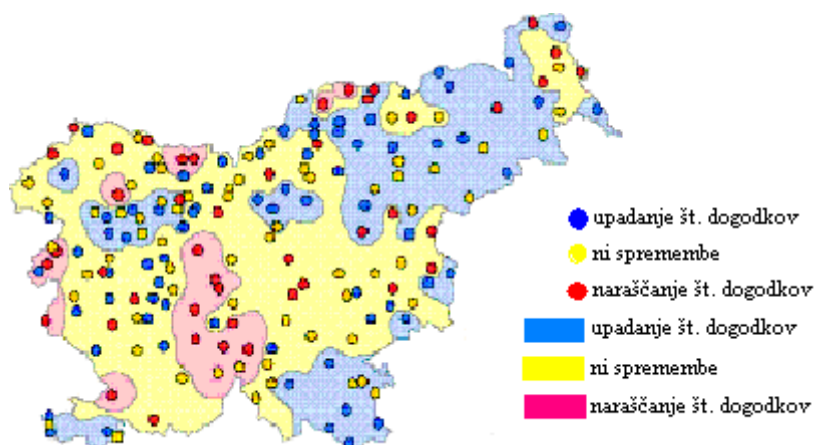 upadanje št. dogodkov
ni spremembe
naraščanje št. dogodkov
upadanje št. dogodkov
ni spremembe
naraščanje št. dogodkov